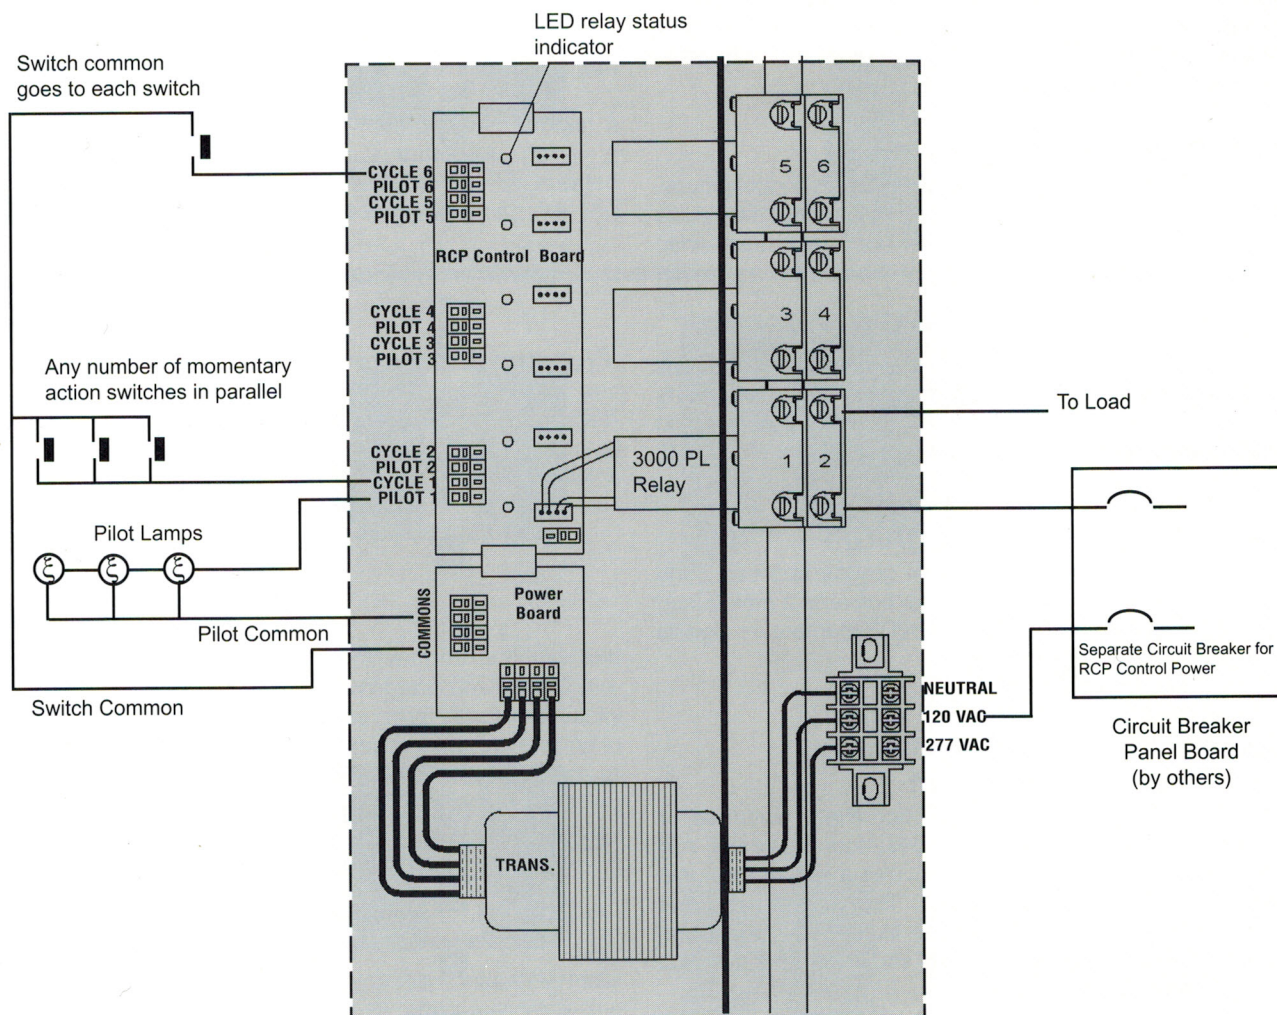 LED relay status
indicator
Switch common
goes to each switch
CYCLE 6
PILOT 6
CYCLE 5
PILOT 5
5
6
RCP Control Board
CYCLE 4
PILOT 4
CYCLE 3
PILOT 3
3
4
Any number of momentary
action switches in parallel
To Load
CYCLE 2
PILOT 2
CYCLE 1
PILOT 1
3000 PL
Relay
1
2
Pilot Lamps
COMMONS
Power
Board
Pilot Common
Separate Circuit Breaker for
RCP Control Power
Switch Common
NEUTRAL
120 VAC
277 VAC
Circuit Breaker
Panel Board
(by others)
TRANS.